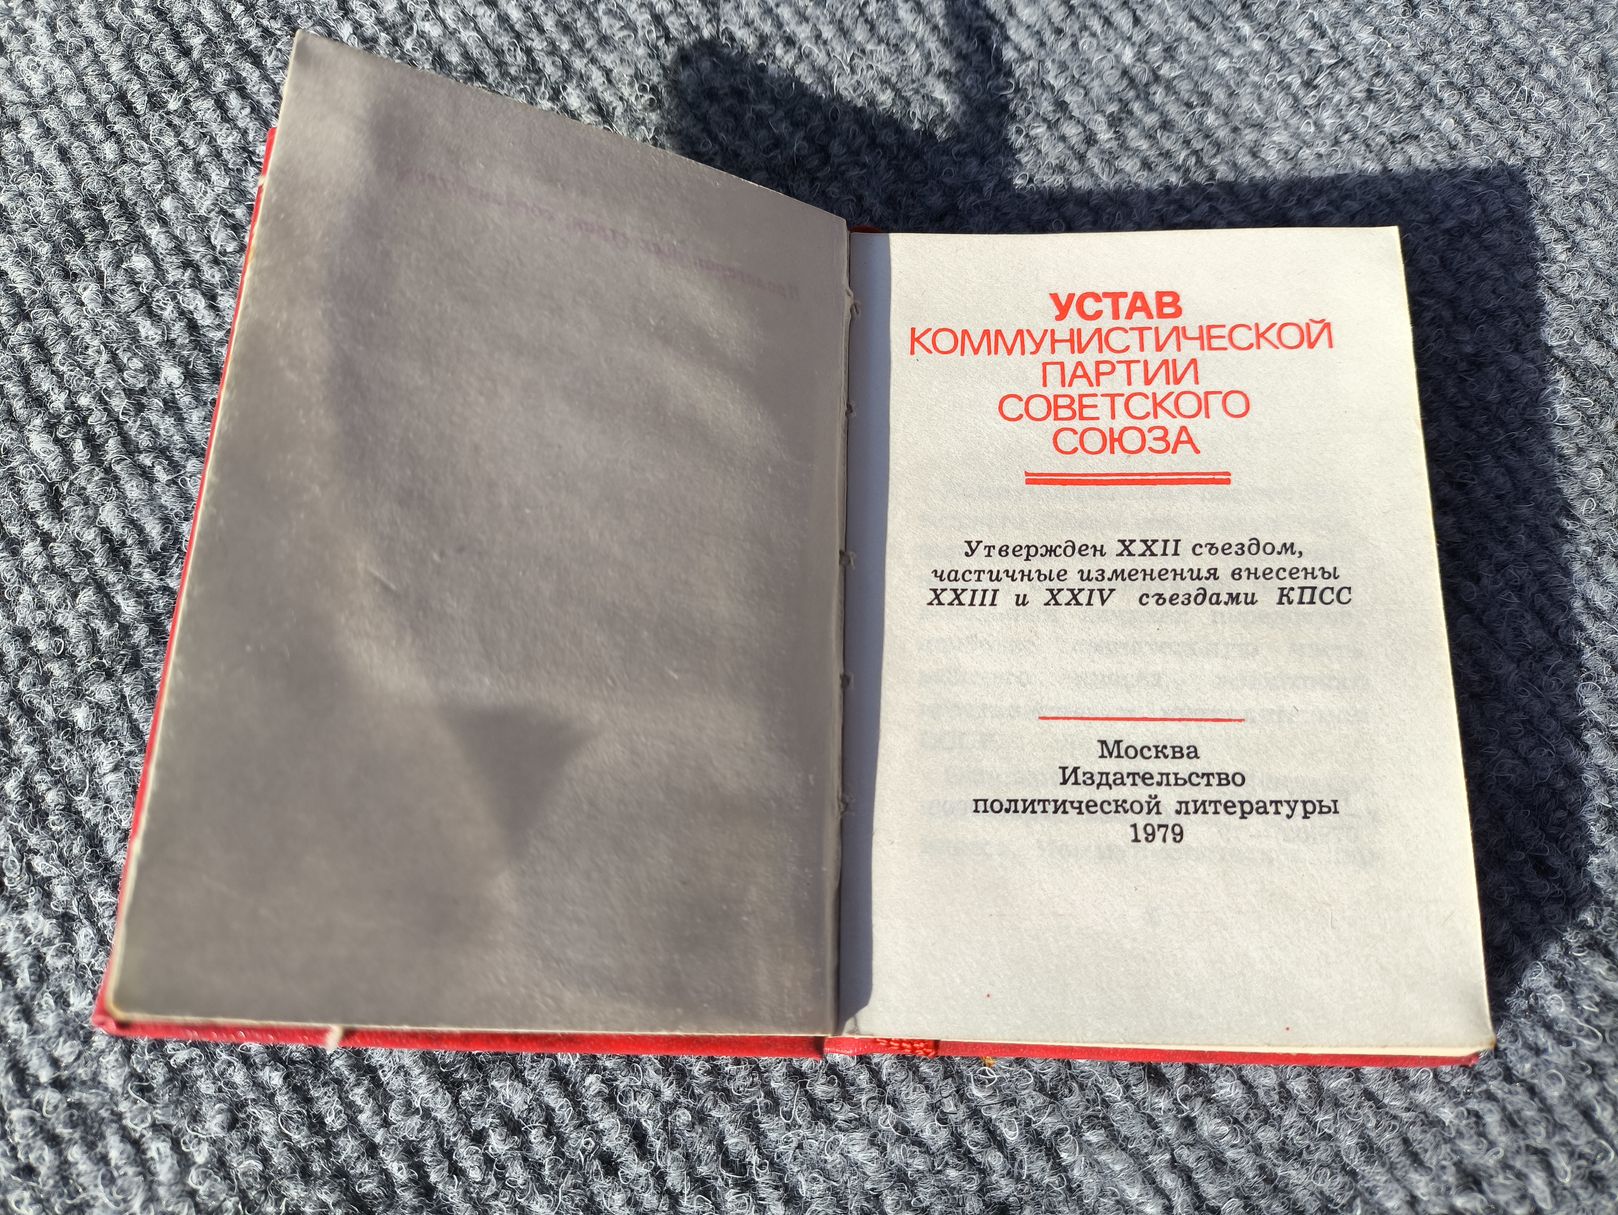 УСТАВ
КОММУНИСТИЧЕСКОЙ
ПАРТИИ
СОВЕТСКОГО
СОЮЗА
Утвержден XXII съездом,
частичные изменения внесены
XXIII и XXIV съездами КПСС
Москва
Издательство
политической литературы
1979